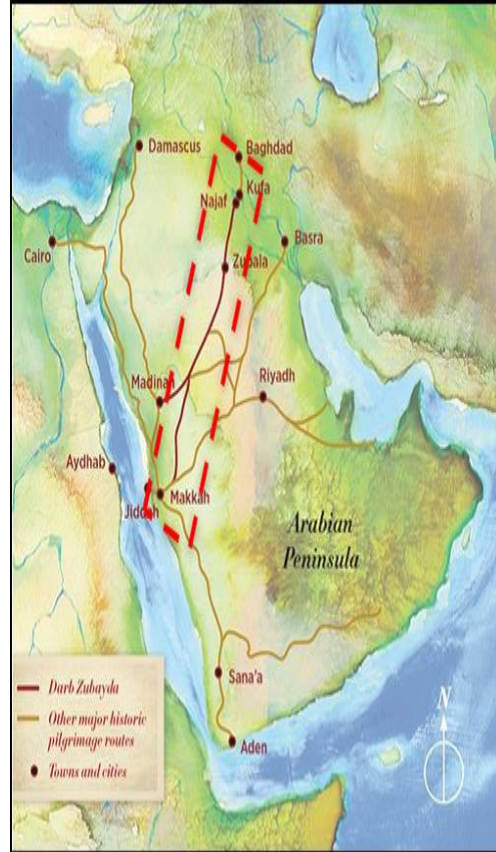 Damascus
Baghdad
Kufa
Najaf
Basra
Cairo
Zubala
Madinah
Riyadh
Aydhab
Makkah
Jiddah
Arabian
Peninsula
Sana'a
Aden
N
Darb Zubayda
Other major historic
pilgrimage routes
Towns and cities